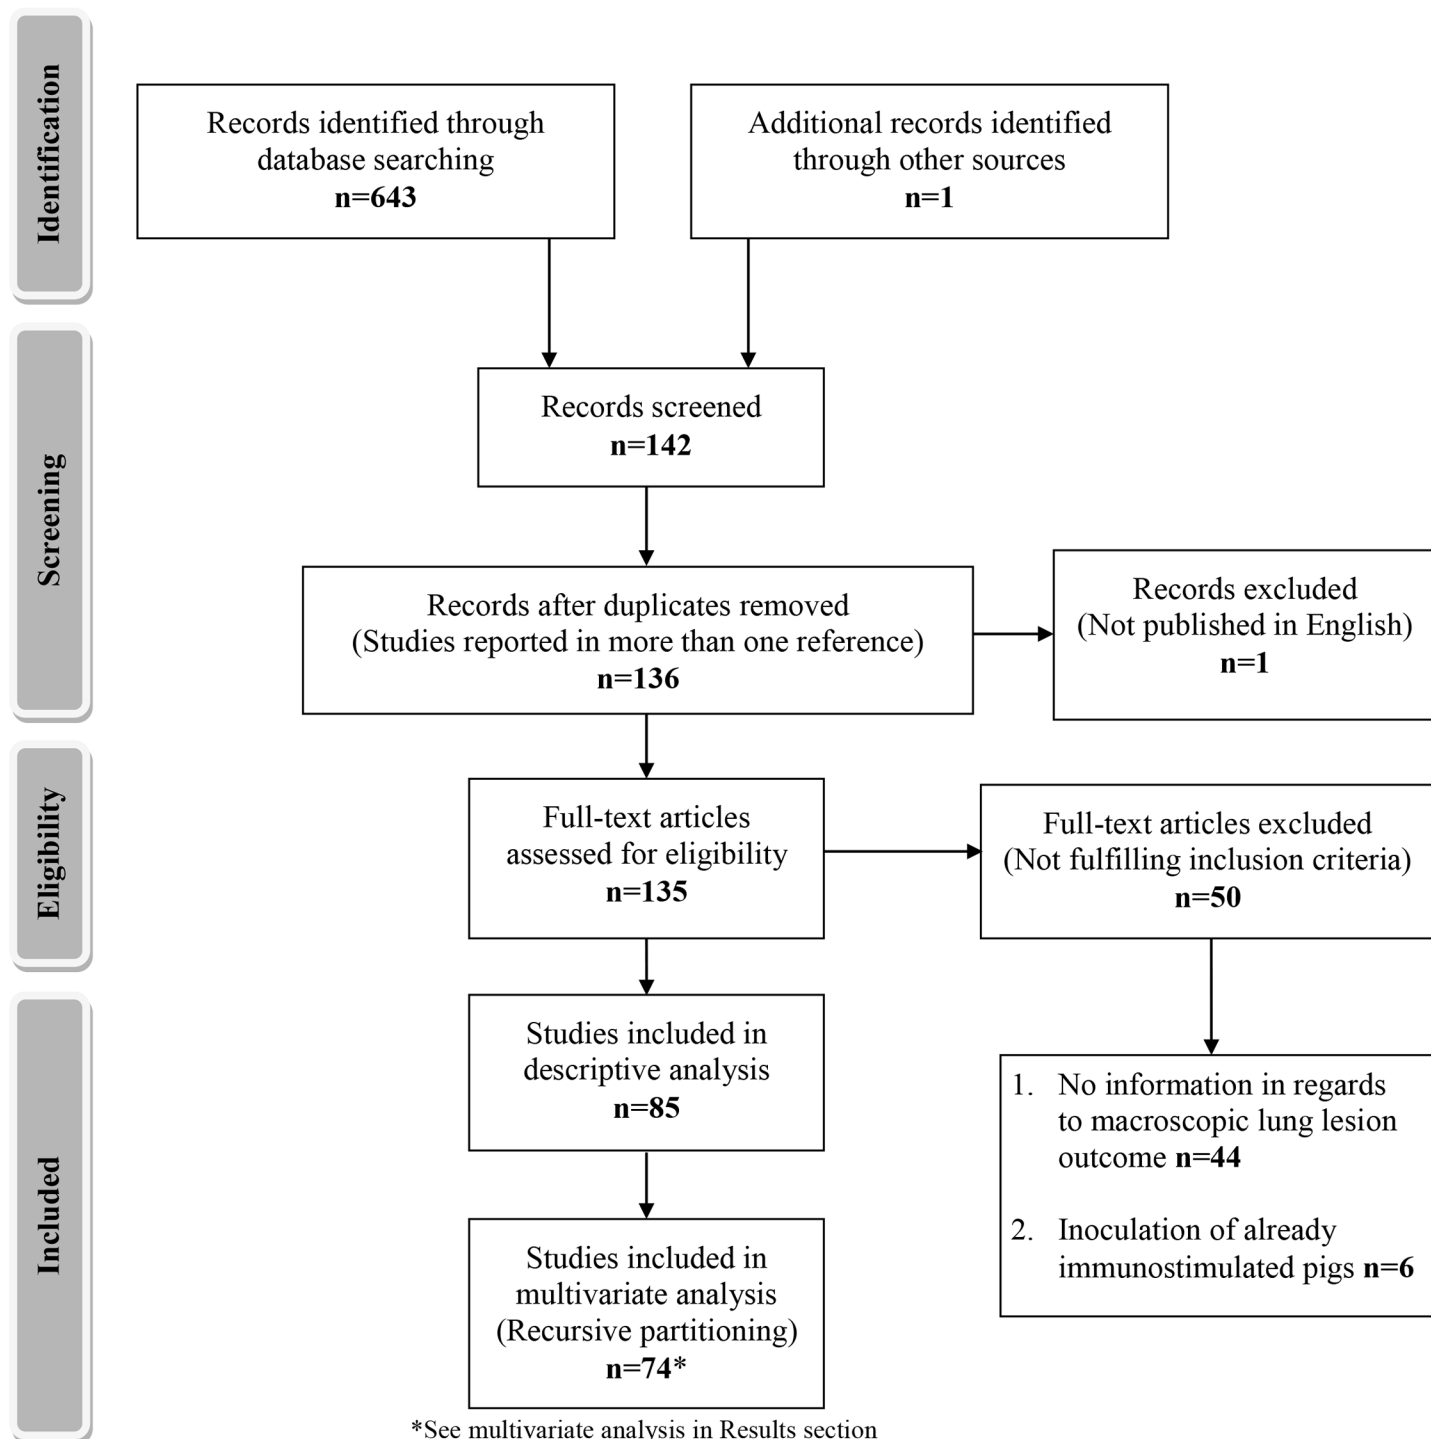 Identification
Records identified through
database searching
n=643
Additional records identified
through other sources
n=1
Screening
Records screened
n=142
Records after duplicates removed
(Studies reported in more than one reference)
n=136
Records excluded
(Not published in English)
n=1
Eligibility
Full-text articles
assessed for eligibility
n=135
Full-text articles excluded
(Not fulfilling inclusion criteria)
n=50
Included
Studies included in
descriptive analysis
n=85
1. No information in regards
to macroscopic lung lesion
outcome n=44
2. Inoculation of already
immunostimulated pigs n=6
Studies included in
multivariate analysis
(Recursive partitioning)
n=74*
*See multivariate analysis in Results section